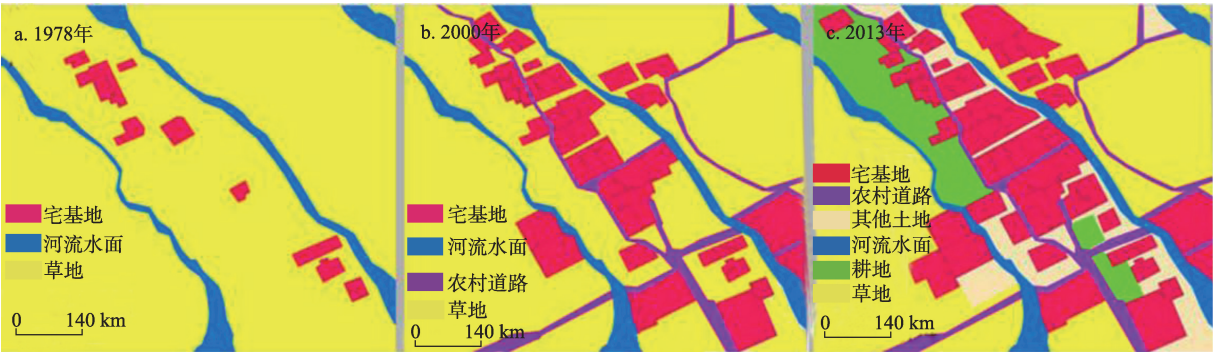 a. 1978年
宅基地
河流水面
草地
0 140 km
b. 2000年
宅基地
河流水面
农村道路
草地
0 140 km
c. 2013年
宅基地
农村道路
其他土地
河流水面
耕地
草地
0 140 km